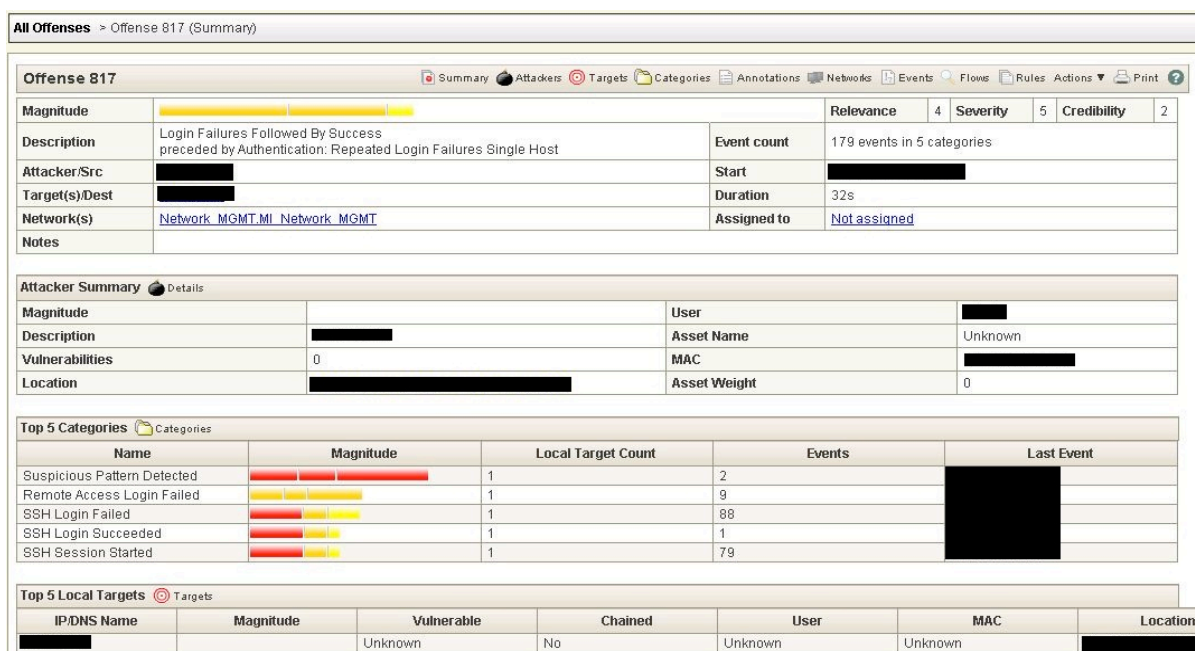 All Offenses > Offense 817 (Summary)
Offense 817 Summary Attackers Targets Categories Annotations Networks Events Flows Rules Actions ▼ Print ?
Magnitude Relevance 4 Severity 5 Credibility 2
Description Login Failures Followed By Success
preceded by Authentication: Repeated Login Failures Single Host Event count 179 events in 5 categories
Attacker/Src Start
Target(s)/Dest Duration 32s
Network(s) Network_MGMT.MI_Network_MGMT Assigned to Not assigned
Notes
Attacker Summary Details
Magnitude User
Description Asset Name Unknown
Vulnerabilities 0 MAC
Location Asset Weight 0
Top 5 Categories Categories
Name Magnitude Local Target Count Events Last Event
Suspicious Pattern Detected 1 2
Remote Access Login Failed 1 9
SSH Login Failed 1 88
SSH Login Succeeded 1 1
SSH Session Started 1 79
Top 5 Local Targets Targets
IP/DNS Name Magnitude Vulnerable Chained User MAC Location
Unknown No Unknown Unknown